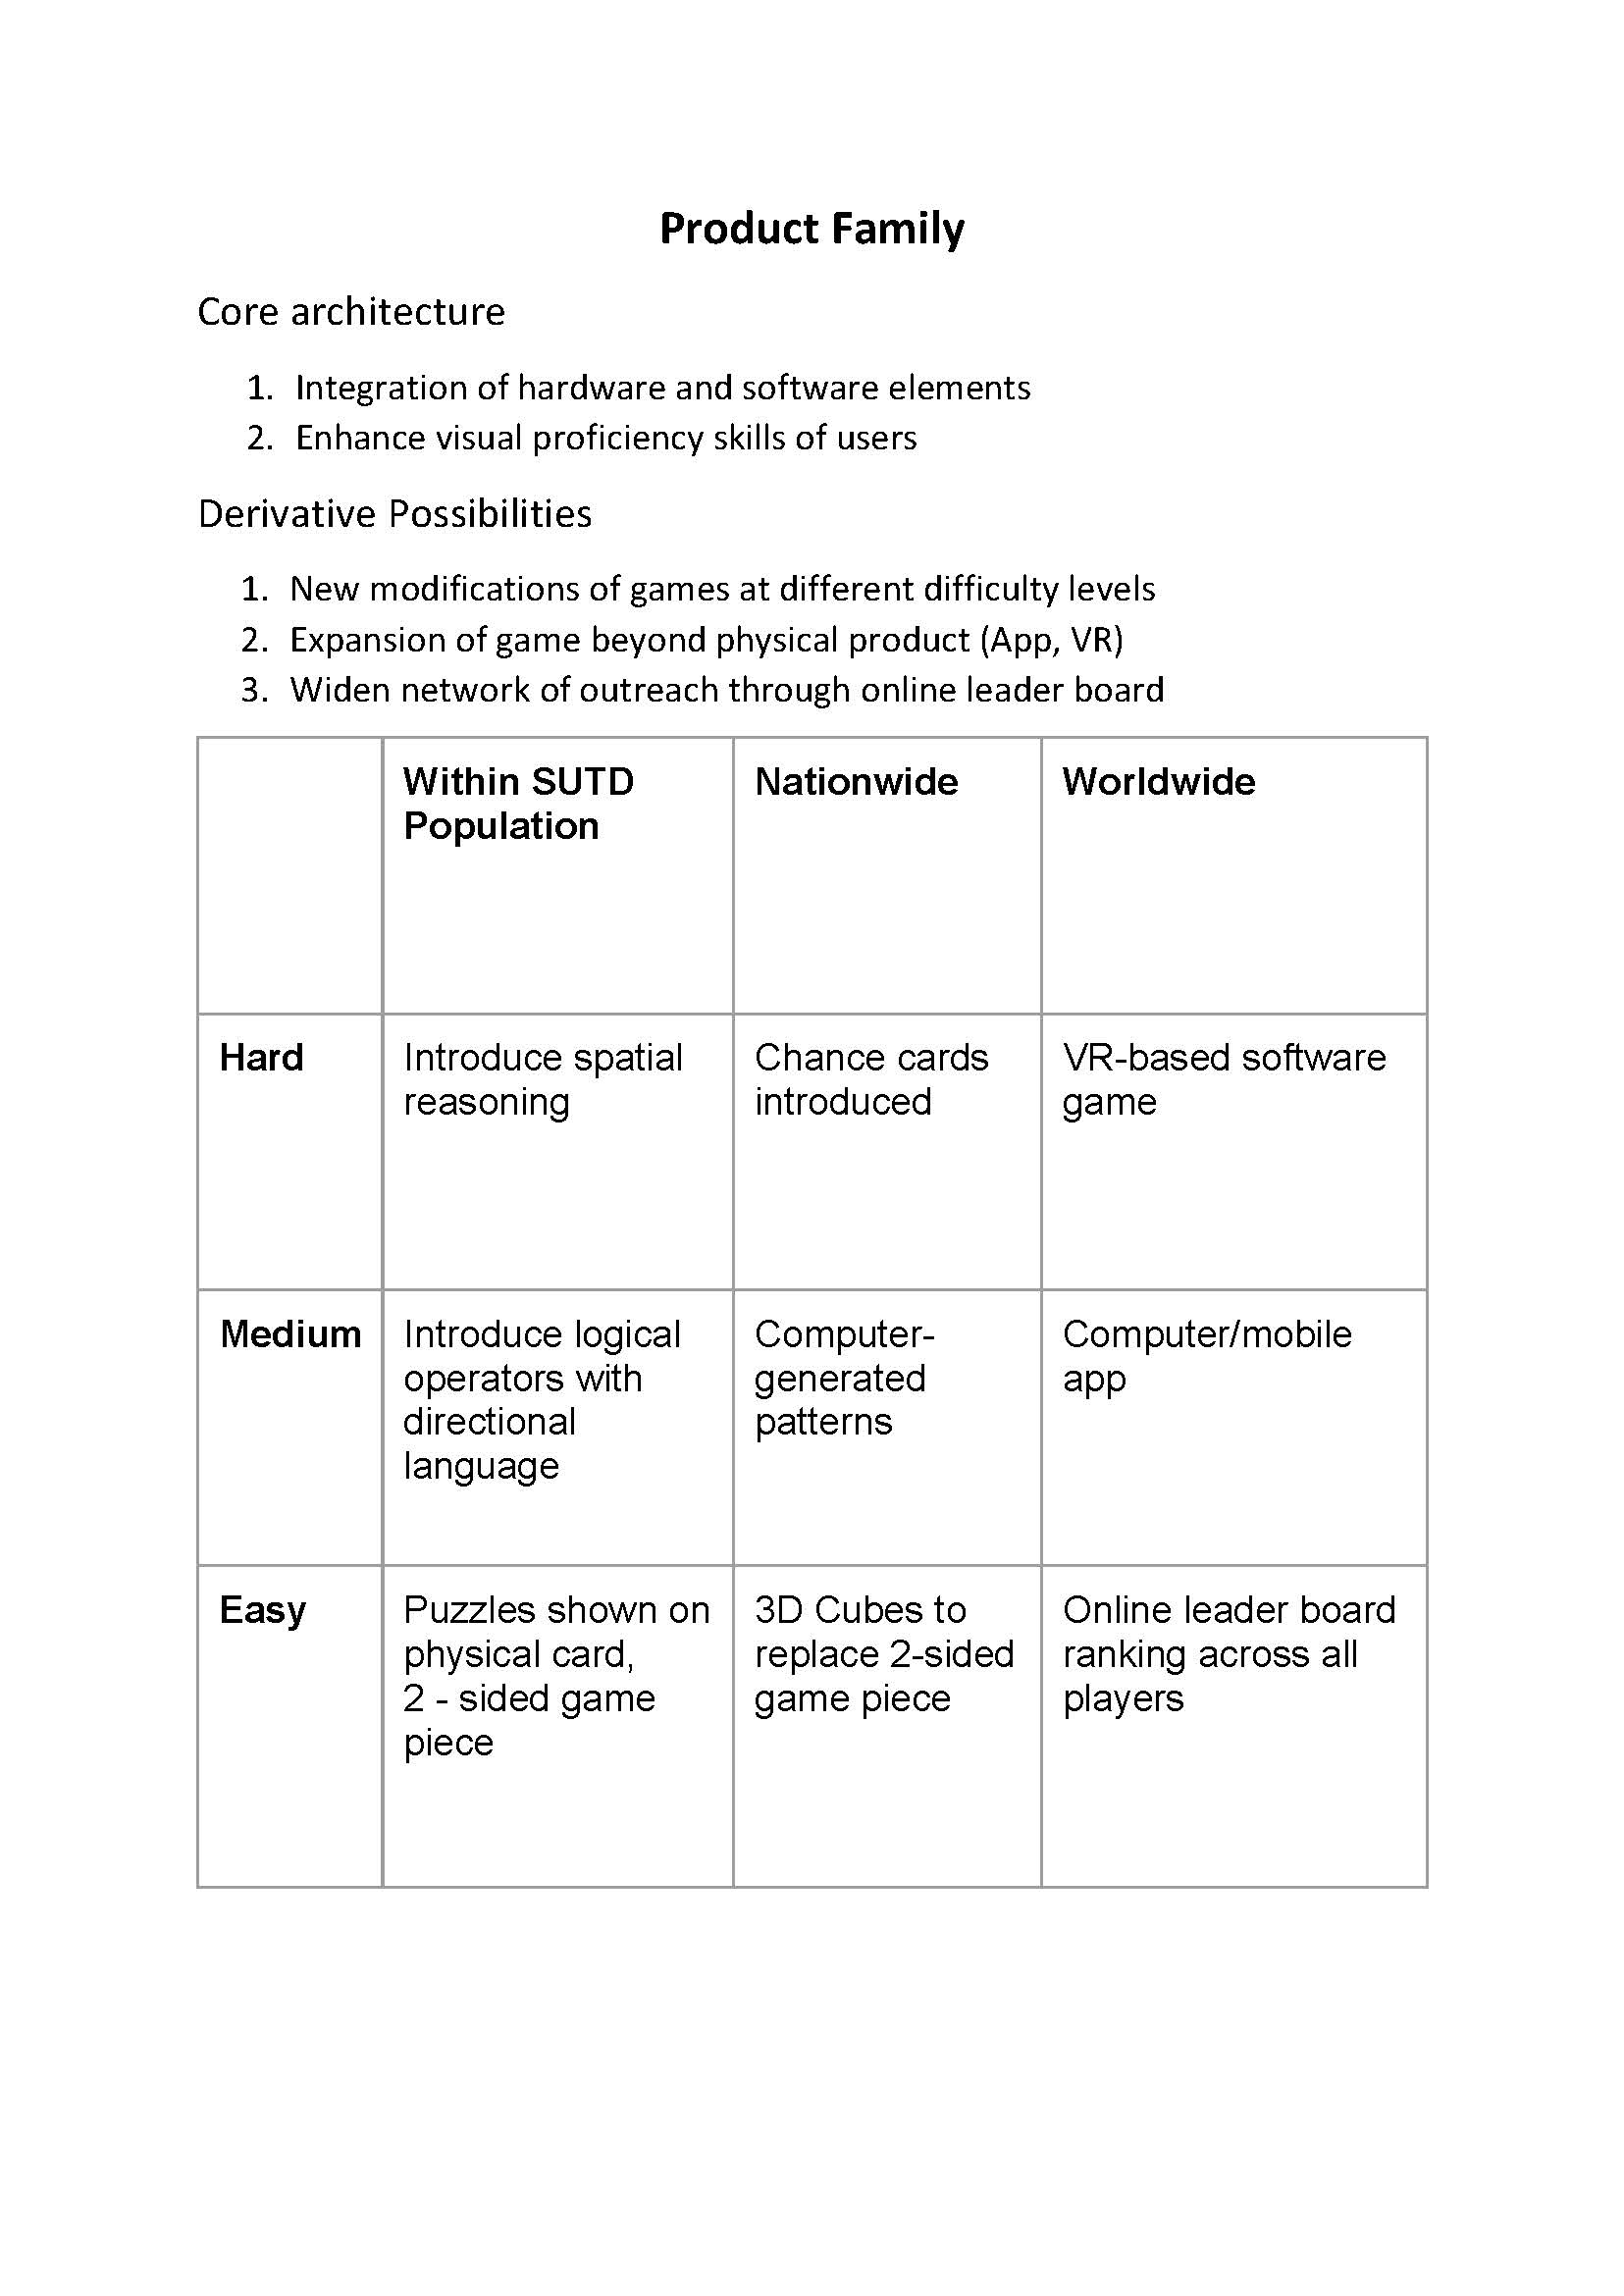 Product Family
Core architecture
1. Integration of hardware and software elements
2. Enhance visual proficiency skills of users
Derivative Possibilities
1. New modifications of games at different difficulty levels
2. Expansion of game beyond physical product (App, VR)
3. Widen network of outreach through online leader board
Within SUTD
Population
Nationwide
Worldwide
Hard
Introduce spatial
reasoning
Chance cards
introduced
VR-based software
game
Medium
Introduce logical
operators with
directional
language
Computer-
generated
patterns
Computer/mobile
app
Easy
Puzzles shown on
physical card,
2 - sided game
piece
3D Cubes to
replace 2-sided
game piece
Online leader board
ranking across all
players